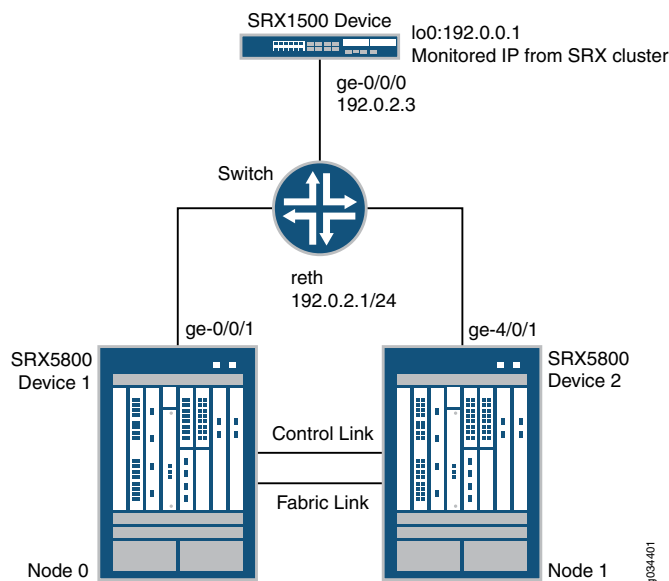 SRX1500 Device
lo0:192.0.0.1
Monitored IP from SRX cluster
ge-0/0/0
192.0.2.3
Switch
reth
192.0.2.1/24
ge-0/0/1
ge-4/0/1
SRX5800
Device 1
SRX5800
Device 2
Control Link
Fabric Link
Node 0
Node 1
g034401